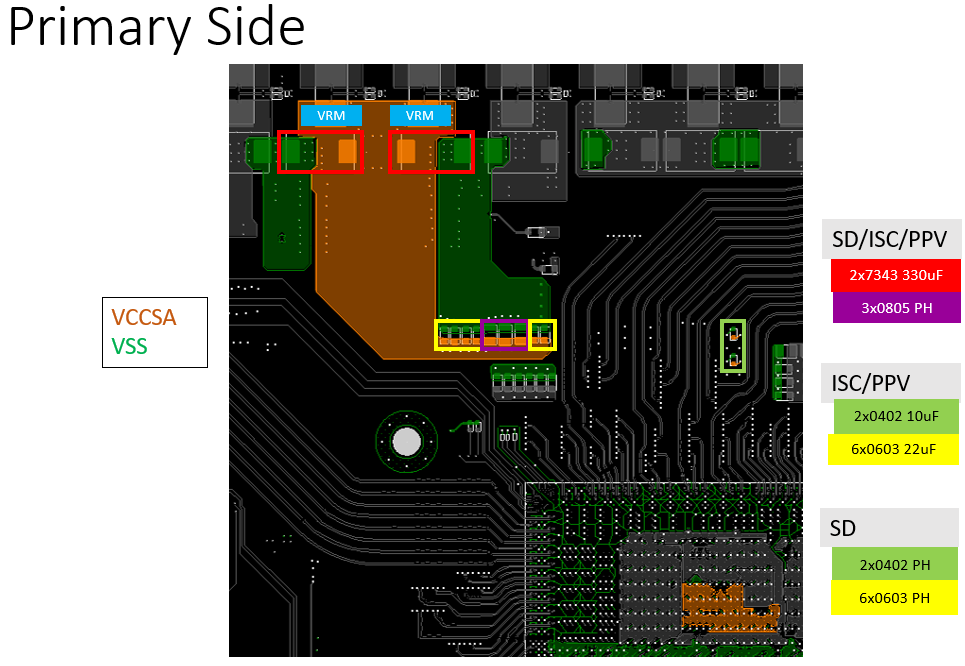 Primary Side
VRM
VRM
VCCSA
VSS
SD/ISC/PPV
2x7343 330uF
3x0805 PH
ISC/PPV
2x0402 10uF
6x0603 22uF
SD
2x0402 PH
6x0603 PH